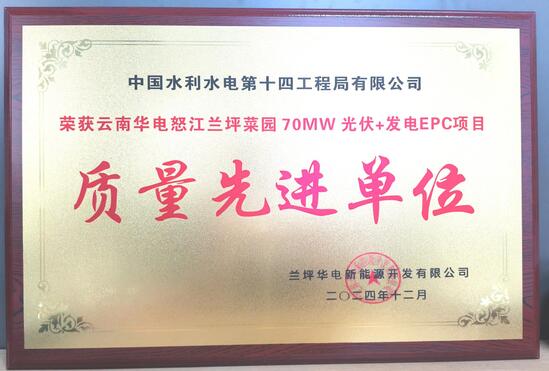 中国水利水电第十四工程局有限公司
荣获云南华电怒江兰坪菜园70MW光伏+发电EPC项目
质量先进单位
兰坪华电新能源开发有限公司
二〇二四年十二月